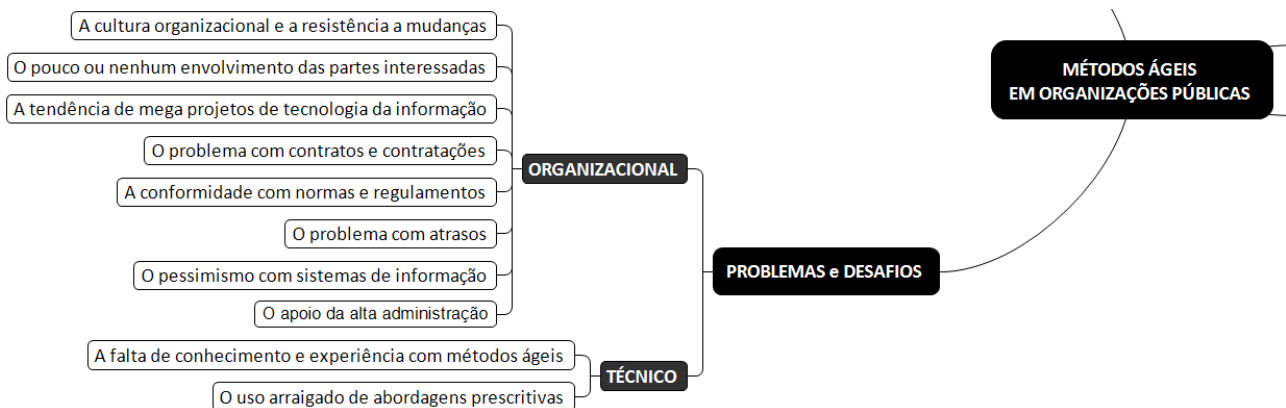 A cultura organizacional e a resistência a mudanças
O pouco ou nenhum envolvimento das partes interessadas
A tendência de mega projetos de tecnologia da informação
O problema com contratos e contratações
A conformidade com normas e regulamentos
O problema com atrasos
O pessimismo com sistemas de informação
O apoio da alta administração
ORGANIZACIONAL
A falta de conhecimento e experiência com métodos ágeis
O uso arraigado de abordagens prescritivas
TÉCNICO
PROBLEMAS e DESAFIOS
MÉTODOS ÁGEIS
EM ORGANIZAÇÕES PÚBLICAS